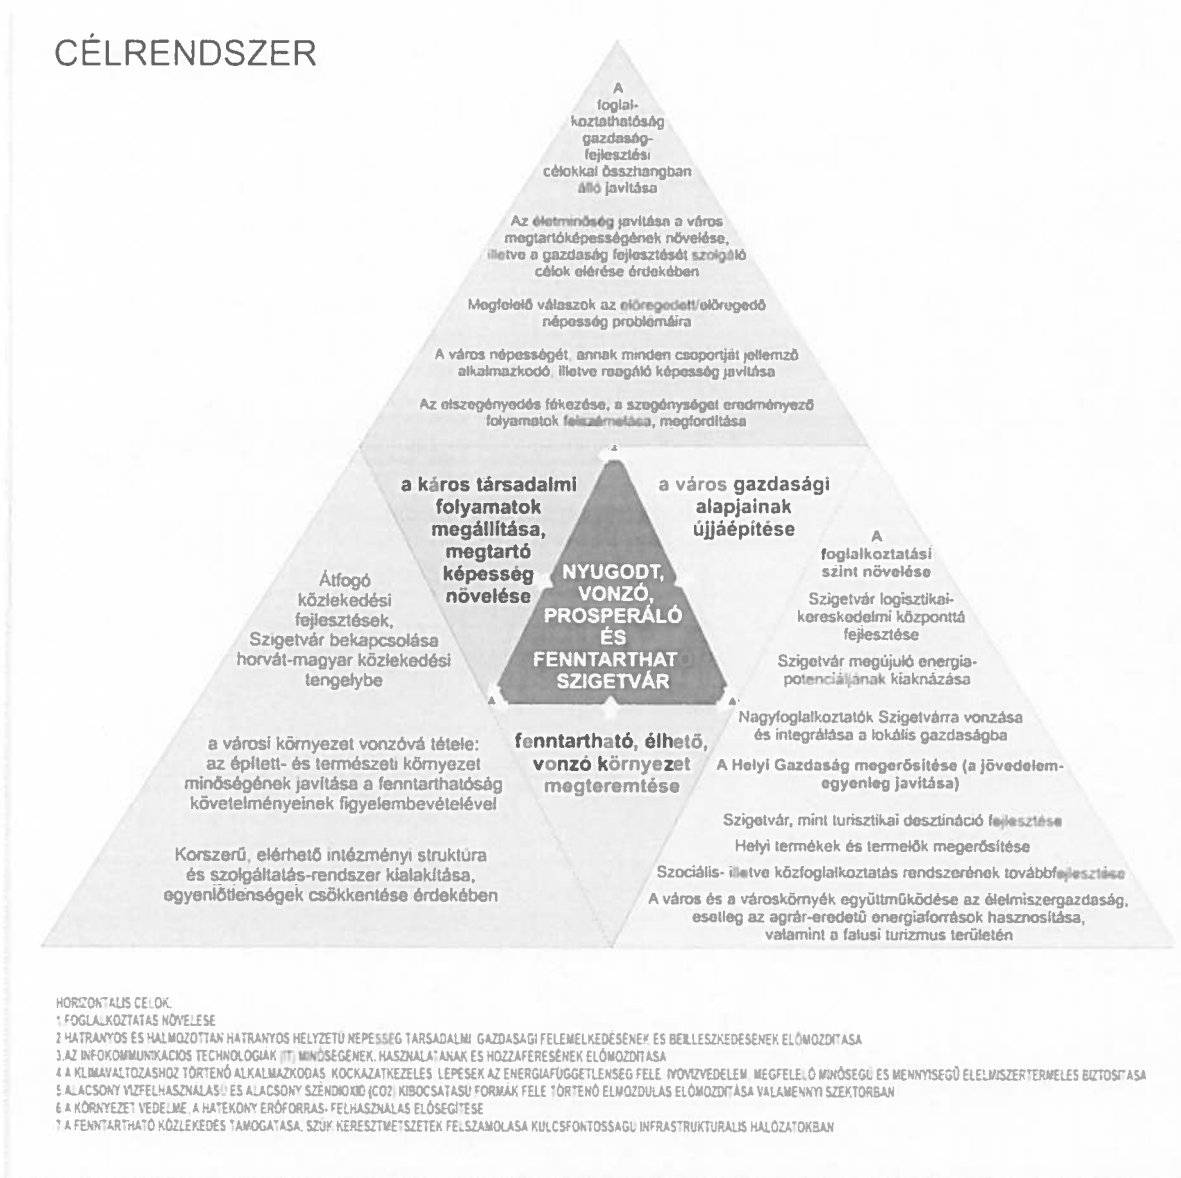 CÉLRENDSZER
A
foglal-
koztathatóság
gazdaság-
fejlesztési
célokkal összhangban
álló javítása
Az életminőség javítása a város
megtartóképességének növelése,
illetve a gazdaság fejlesztését szolgáló
célok elérése érdekében
Megfelelő válaszok az elöregedett/elöregedő
népesség problémáira
A város népességét, annak minden csoportját jellemző
alkalmazkodó, illetve reagáló képesség javítása
Az elszegényedés fékezése, a szegénységet eredményező
folyamatok felszámolása, megfordítása
a káros társadalmi
folyamatok
megállítása,
megtartó
képesség
növelése
a város gazdasági
alapjainak
újjáépítése
NYUGODT,
VONZÓ,
PROSPERÁLÓ
ÉS
FENNTARTHAT
SZIGETVÁR
fenntartható, élhető,
vonzó környezet
megteremtése
Átfogó
közlekedési
fejlesztések,
Szigetvár bekapcsolása
horvát-magyar közlekedési
tengelybe
a városi környezet vonzóvá tétele:
az épített- és természeti környezet
minőségének javítása a fenntarthatóság
követelményeinek figyelembevételével
Korszerű, elérhető intézményi struktúra
és szolgáltatás-rendszer kialakítása,
egyenlőtlenségek csökkentése érdekében
A
foglalkoztatási
szint növelése
Szigetvár logisztikai-
kereskedelmi központtá
fejlesztése
Szigetvár megújuló energia-
potenciáljának kiaknázása
Nagyfoglalkoztatók Szigetvárra vonzása
és integrálása a lokális gazdaságba
A Helyi Gazdaság megerősítése (a jövedelem-
egyenleg javítása)
Szigetvár, mint turisztikai desztináció fejlesztése
Helyi termékek és termelők megerősítése
Szociális- illetve közfoglalkoztatás rendszerének továbbfejlesztése
A város és a városkörnyék együttműködése az élelmiszergazdaság,
esetleg az agrár-eredetű energiaforrások hasznosítása,
valamint a falusi turizmus területén
HORIZONTÁLIS CÉLOK:
1 FOGLALKOZTATÁS NÖVELÉSE
2 HÁTRÁNYOS ÉS HALMOZOTTAN HÁTRÁNYOS HELYZETŰ NÉPESSÉG TÁRSADALMI GAZDASÁGI FELEMELKEDÉSÉNEK ÉS BEILLESZKEDÉSÉNEK ELŐMOZDÍTÁSA
3.AZ INFOKOMMUNIKÁCIÓS TECHNOLÓGIÁK (IT) MINŐSÉGÉNEK, HASZNÁLATÁNAK ÉS HOZZÁFÉRÉSÉNEK ELŐMOZDÍTÁSA
4 A KLÍMAVÁLTOZÁSHOZ TÖRTÉNŐ ALKALMAZKODÁS, KOCKÁZATKEZELÉS LÉPÉSEK AZ ENERGIAFÜGGETLENSÉG FELÉ IVÓVÍZVÉDELEM, MEGFELELŐ MINŐSÉGŰ ÉS MENNYISÉGŰ ÉLELMISZERTERMELÉS BIZTOSÍTÁSA
5 ALACSONY VÍZFELHASZNÁLÁSÚ ÉS ALACSONY SZÉNDIOXID (CO2) KIBOCSÁTÁSÚ FORMÁK FELÉ TÖRTÉNŐ ELMOZDULÁS ELŐMOZDÍTÁSA VALAMENNYI SZEKTORBAN
6 A KÖRNYEZET VÉDELME, A HATÉKONY ERŐFORRÁS- FELHASZNÁLÁS ELŐSEGÍTÉSE
7 A FENNTARTHATÓ KÖZLEKEDÉS TÁMOGATÁSA, SZŰK KERESZTMETSZETEK FELSZÁMOLÁSA KULCSFONTOSSÁGÚ INFRASTRUKTURÁLIS HÁLÓZATOKBAN